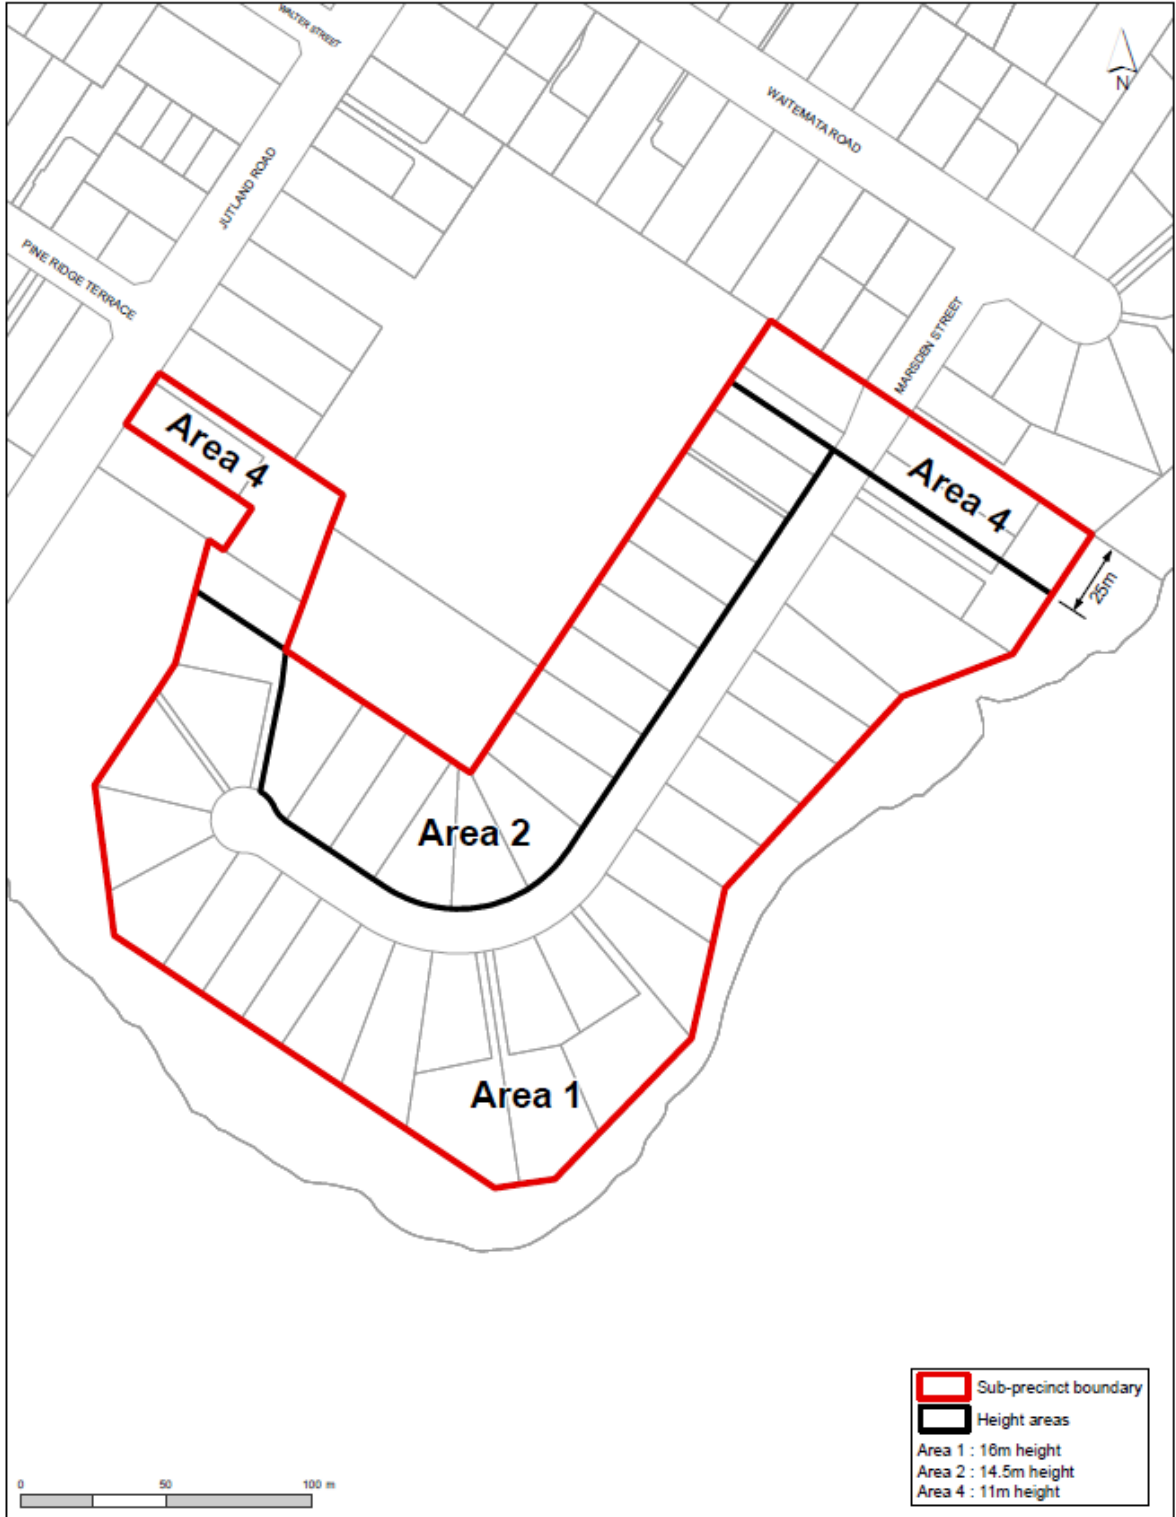 WALTER STREET
N
WAITEMATA ROAD
JUTLAND ROAD
PINE RIDGE TERRACE
MARSDEN STREET
Area 4
Area 4
25m
Area 2
Area 1
Sub-precinct boundary
Height areas
Area 1 : 16m height
Area 2 : 14.5m height
Area 4 : 11m height
0 50 100 m